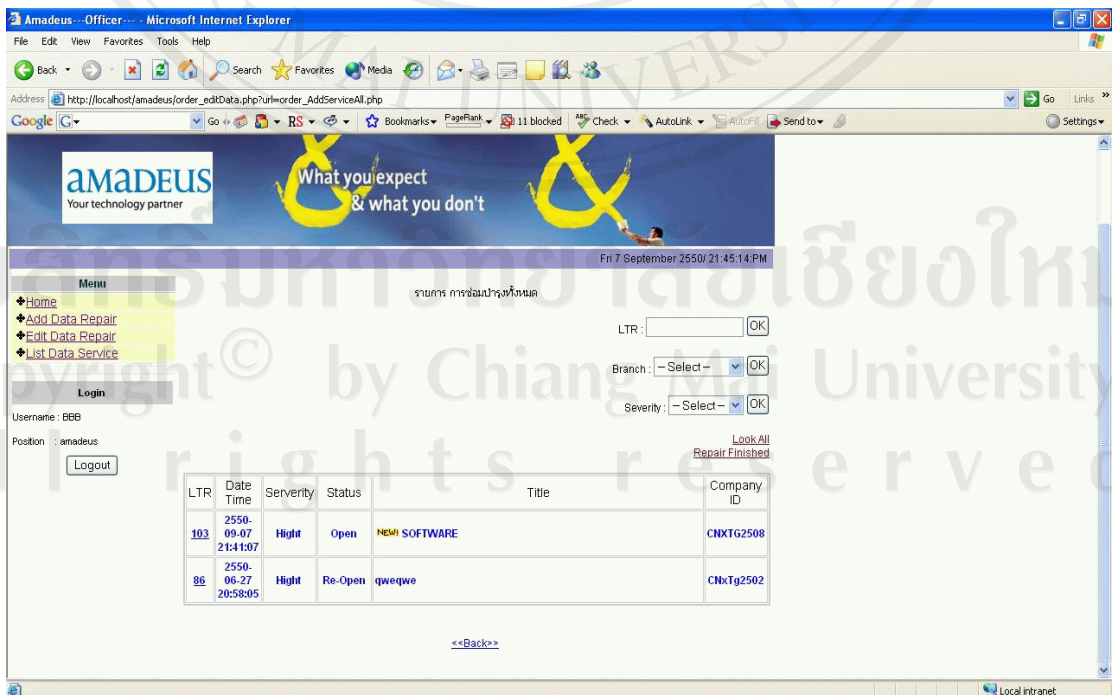 MAI UNIVERSITY
Amadeus---Officer--- - Microsoft Internet Explorer
File Edit View Favorites Tools Help
Back Search Favorites Media
Address http://localhost/amadeus/order_editData.php?url=order_AddServiceAll.php Go Links »
Google G Go RS Bookmarks PageRank 11 blocked ABC Check AutoLink AutoFill Send to Settings
amadeus
Your technology partner
What you expect
& what you don't
Fri 7 September 2550/ 21:45:14:PM
ลิขสิทธิ์มหาวิทยาลัยเชียงใหม่
Copyright© by Chiang Mai University
All rights reserved
Menu
Home
Add Data Repair
Edit Data Repair
List Data Service
Login
Username : BBB
Position : amadeus
Logout
รายการ การซ่อมบำรุงทั้งหมด
LTR : OK
Branch : --Select-- OK
Severity : --Select-- OK
Look All
Repair Finished
LTR Date Time Serverity Status Title Company ID
103 2550-09-07 21:41:07 Hight Open NEW! SOFTWARE CNXTG2508
86 2550-06-27 20:58:05 Hight Re-Open qweqwe CNxTg2502
<<Back>>
Local intranet